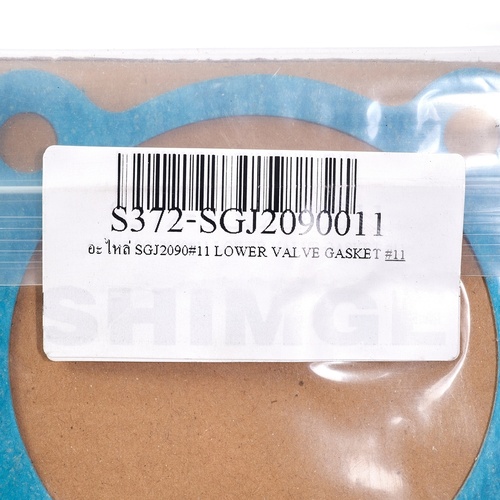 S372-SGJ2090011
อะไหล่ SGJ2090#11 LOWER VALVE GASKET #11
SHIMGE